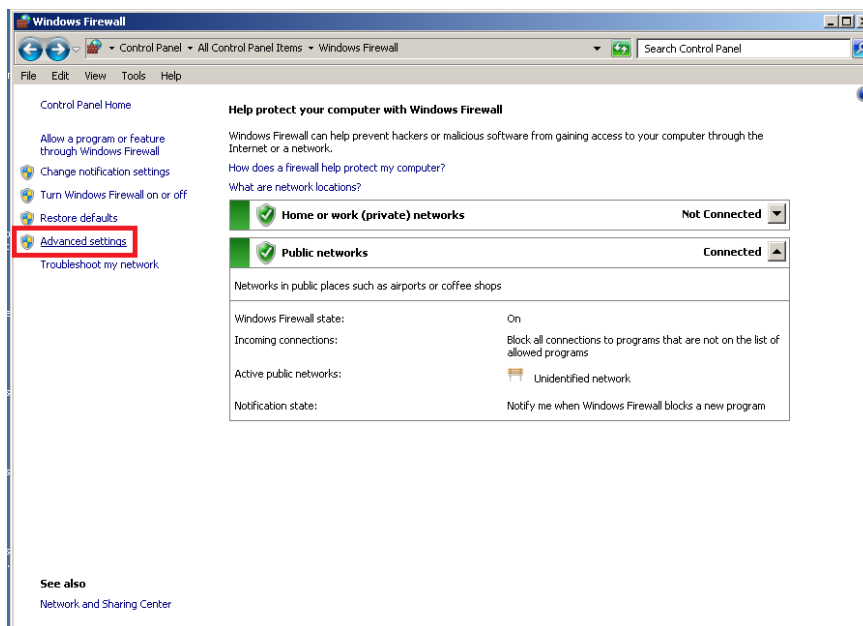 Windows Firewall
Control Panel All Control Panel Items Windows Firewall
Search Control Panel
File Edit View Tools Help
Control Panel Home
Allow a program or feature
through Windows Firewall
Change notification settings
Turn Windows Firewall on or off
Restore defaults
Advanced settings
Troubleshoot my network
Help protect your computer with Windows Firewall
Windows Firewall can help prevent hackers or malicious software from gaining access to your computer through the
Internet or a network.
How does a firewall help protect my computer?
What are network locations?
Home or work (private) networks Not Connected
Public networks Connected
Networks in public places such as airports or coffee shops
Windows Firewall state: On
Incoming connections: Block all connections to programs that are not on the list of
allowed programs
Active public networks: Unidentified network
Notification state: Notify me when Windows Firewall blocks a new program
See also
Network and Sharing Center